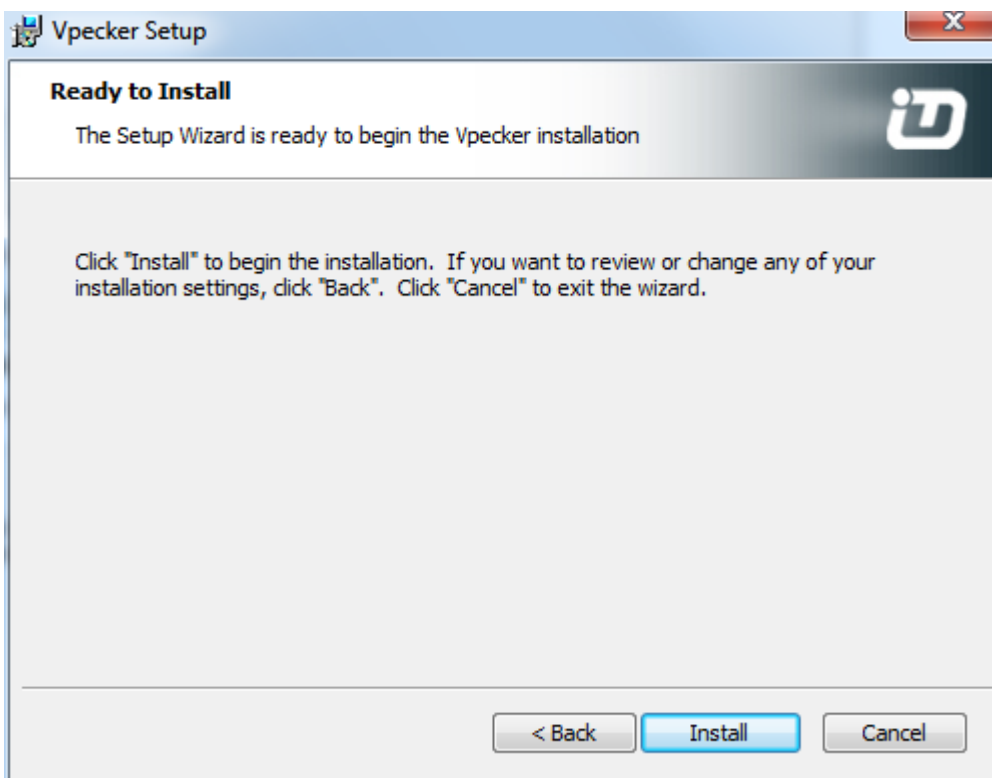 Vpecker Setup
x
Ready to Install
The Setup Wizard is ready to begin the Vpecker installation
iD
Click "Install" to begin the installation.  If you want to review or change any of your
installation settings, click "Back".  Click "Cancel" to exit the wizard.
< Back Install Cancel